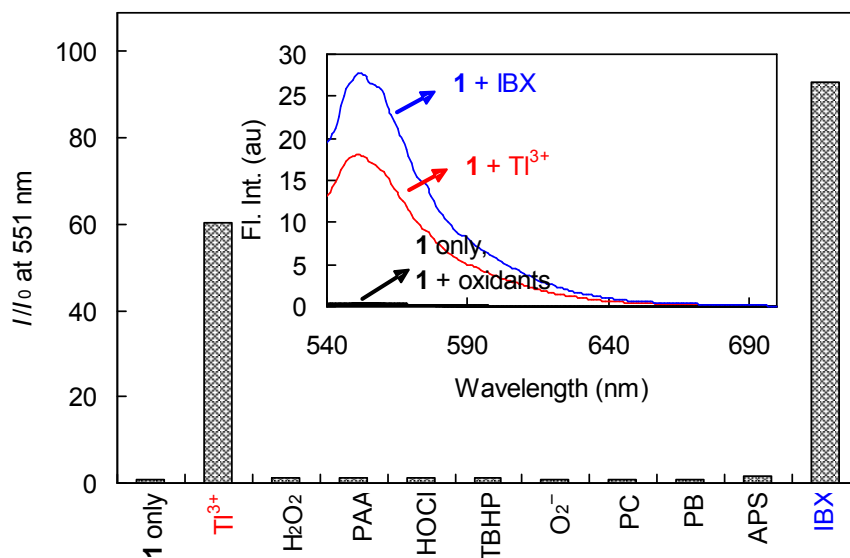 I/I₀ at 551 nm
100
80
60
40
20
0
Fl. Int. (au)
30
25
20
15
10
5
0
1 + IBX
1 + Tl³⁺
1 only,
1 + oxidants
540
590
640
690
Wavelength (nm)
1 only
Tl³⁺
H₂O₂
PAA
HOCl
TBHP
O₂⁻
PC
PB
APS
IBX